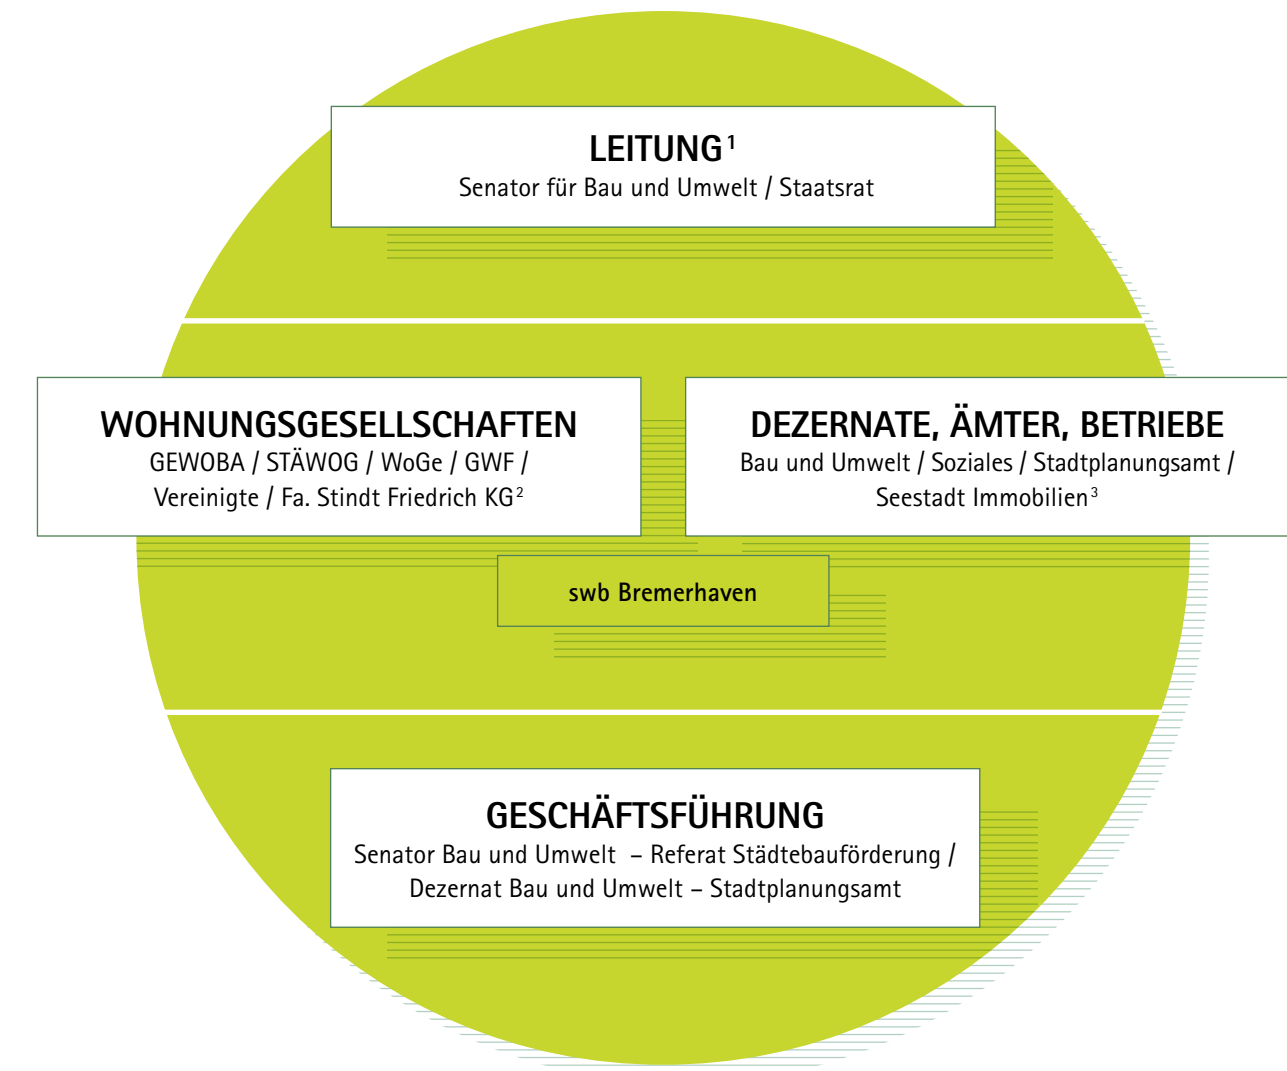 LEITUNG¹
Senator für Bau und Umwelt / Staatsrat
WOHNUNGSGESELLSCHAFTEN
GEWOBA / STÄWOG / WoGe / GWF /
Vereinigte / Fa. Stindt Friedrich KG²
DEZERNATE, ÄMTER, BETRIEBE
Bau und Umwelt / Soziales / Stadtplanungsamt /
Seestadt Immobilien³
swb Bremerhaven
GESCHÄFTSFÜHRUNG
Senator Bau und Umwelt – Referat Städtebauförderung /
Dezernat Bau und Umwelt – Stadtplanungsamt